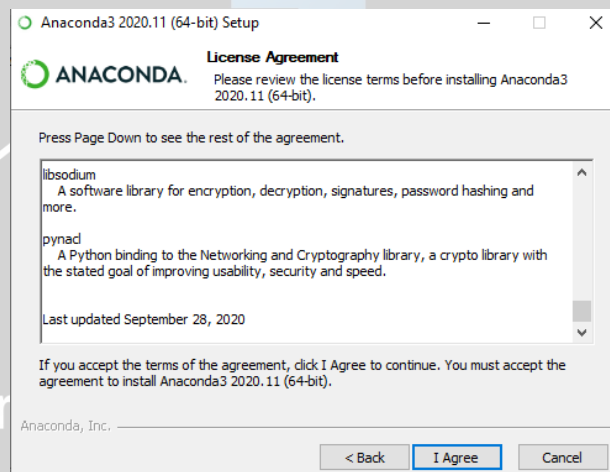 Anaconda3 2020.11 (64-bit) Setup
ANACONDA.
License Agreement
Please review the license terms before installing Anaconda3
2020.11 (64-bit).
Press Page Down to see the rest of the agreement.
libsodium
A software library for encryption, decryption, signatures, password hashing and
more.
pynacl
A Python binding to the Networking and Cryptography library, a crypto library with
the stated goal of improving usability, security and speed.
Last updated September 28, 2020
If you accept the terms of the agreement, click I Agree to continue. You must accept the
agreement to install Anaconda3 2020.11 (64-bit).
Anaconda, Inc.
< Back
I Agree
Cancel